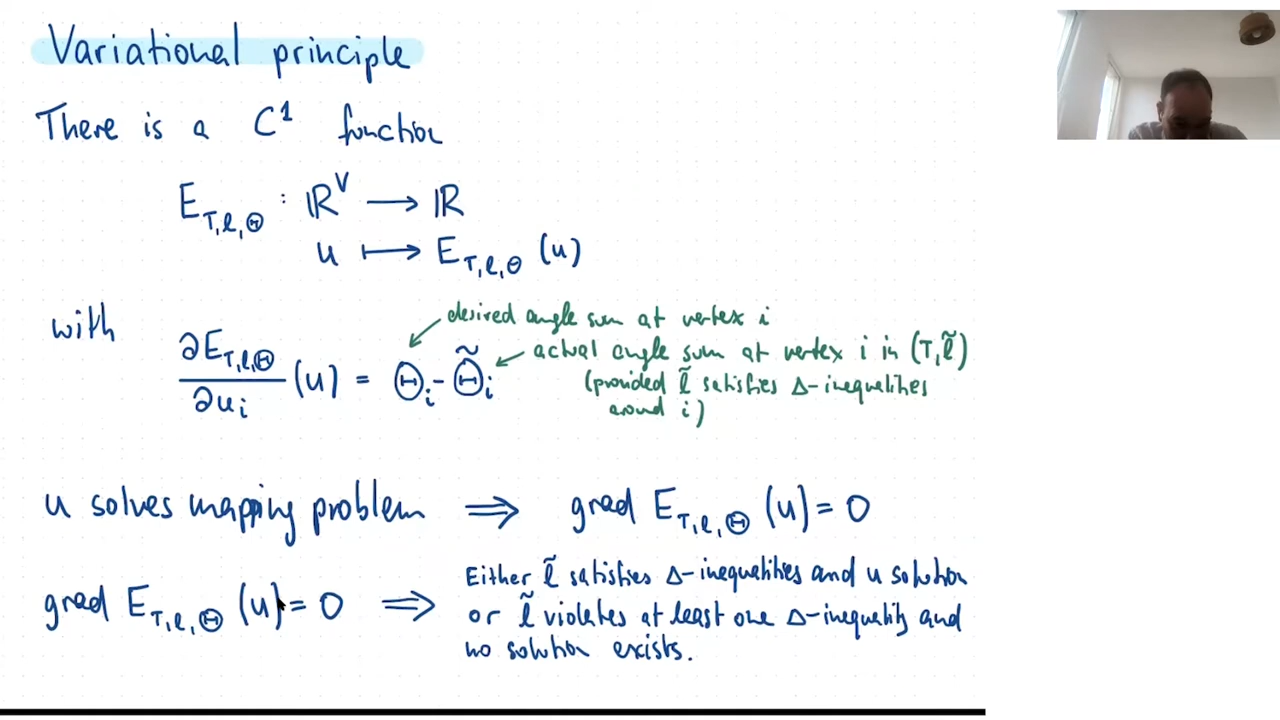 Variational principle
There is a C¹ function
E_{T,ℓ,Θ} : ℝ^V ⟶ ℝ
u ⟼ E_{T,ℓ,Θ} (u)
with
∂E_{T,ℓ,Θ}/∂u_i (u) = Θ_i - Θ̃_i
desired angle sum at vertex i
actual angle sum at vertex i in (T, ℓ̃)
(provided ℓ̃ satisfies Δ-inequalities
around i)
u solves mapping problem ⟹ grad E_{T,ℓ,Θ} (u) = 0
grad E_{T,ℓ,Θ} (u) = 0 ⟹
Either ℓ̃ satisfies Δ-inequalities and u solution
or ℓ̃ violates at least one Δ-inequality and
no solution exists.